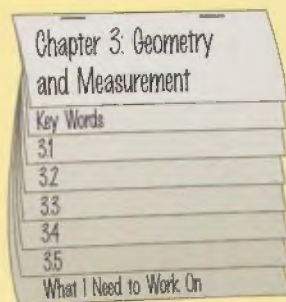 Chapter 3: Geometry
and Measurement
Key Words
3.1
3.2
3.3
3.4
3.5
What I Need to Work On